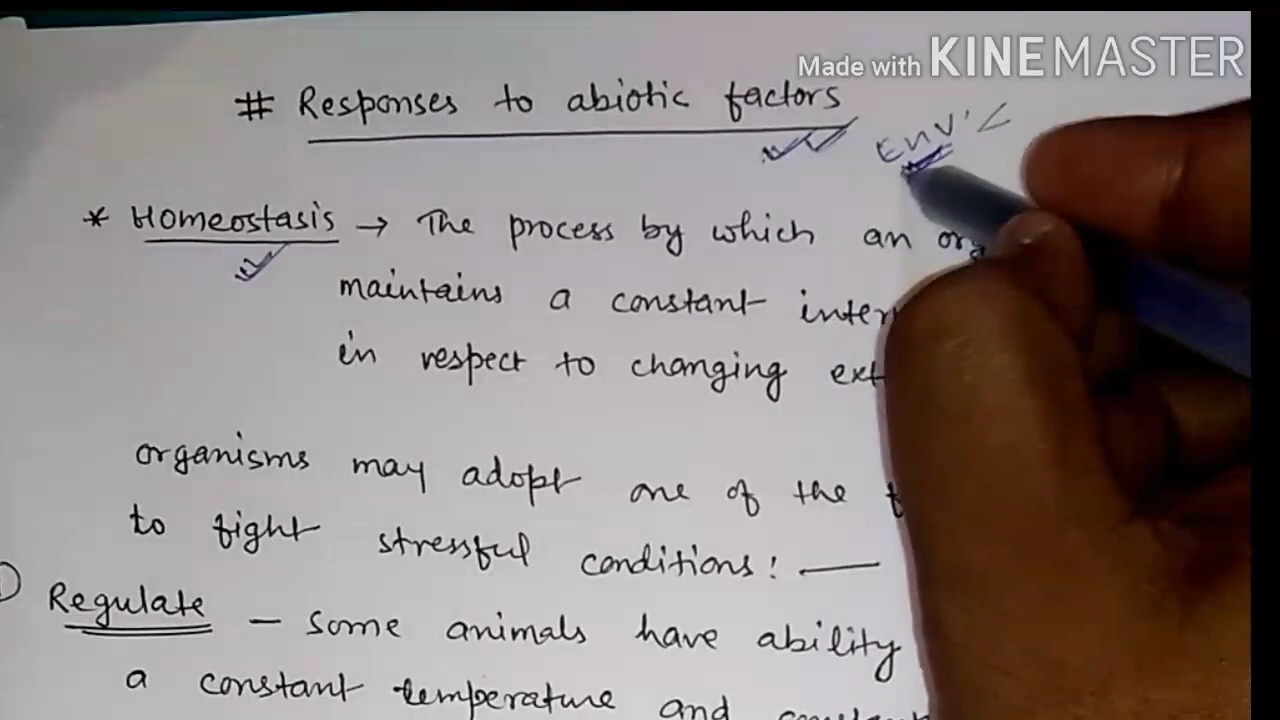 Made with KINEMASTER
# Responses to abiotic factors
Env'
* Homeostasis → The process by which an
maintains a constant
in respect to changing
organisms may adopt one of the
to fight stressful conditions: —
Regulate — Some animals have ability
a constant temperature and